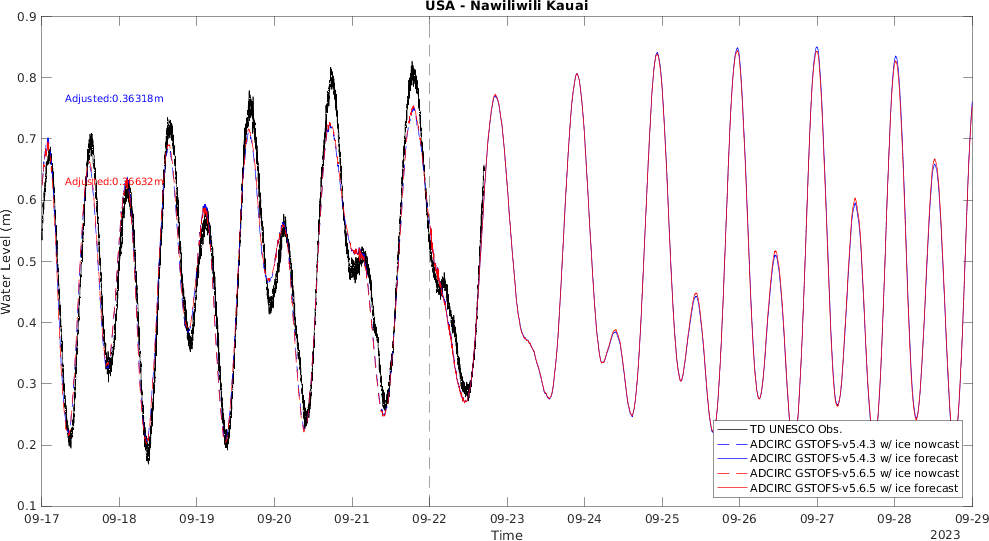 USA - Nawiliwili Kauai
0.9
0.8
0.7
0.6
0.5
0.4
0.3
0.2
0.1
Water Level (m)
Adjusted:0.36318m
Adjusted:0.36632m
TD UNESCO Obs.
ADCIRC GSTOFS-v5.4.3 w/ ice nowcast
ADCIRC GSTOFS-v5.4.3 w/ ice forecast
ADCIRC GSTOFS-v5.6.5 w/ ice nowcast
ADCIRC GSTOFS-v5.6.5 w/ ice forecast
09-17 09-18 09-19 09-20 09-21 09-22 09-23 09-24 09-25 09-26 09-27 09-28 09-29
Time
2023